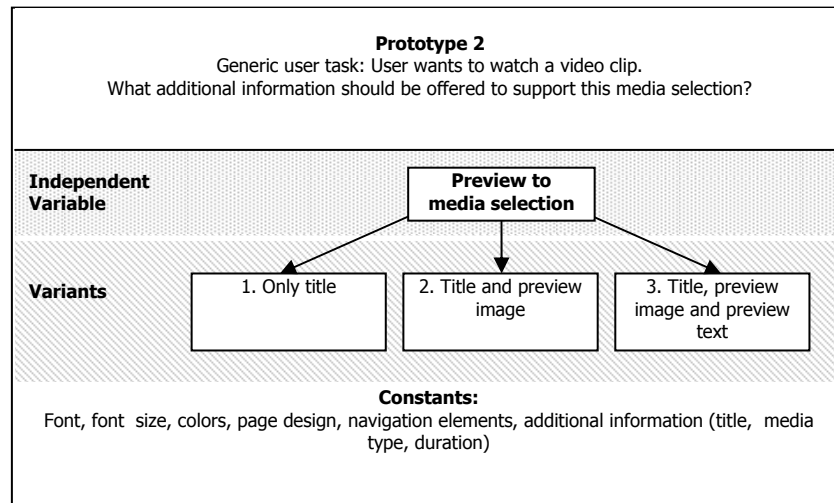 Prototype 2
Generic user task: User wants to watch a video clip.
What additional information should be offered to support this media selection?
Independent
Variable
Preview to
media selection
Variants
1. Only title
2. Title and preview
image
3. Title, preview
image and preview
text
Constants:
Font, font size, colors, page design, navigation elements, additional information (title, media
type, duration)